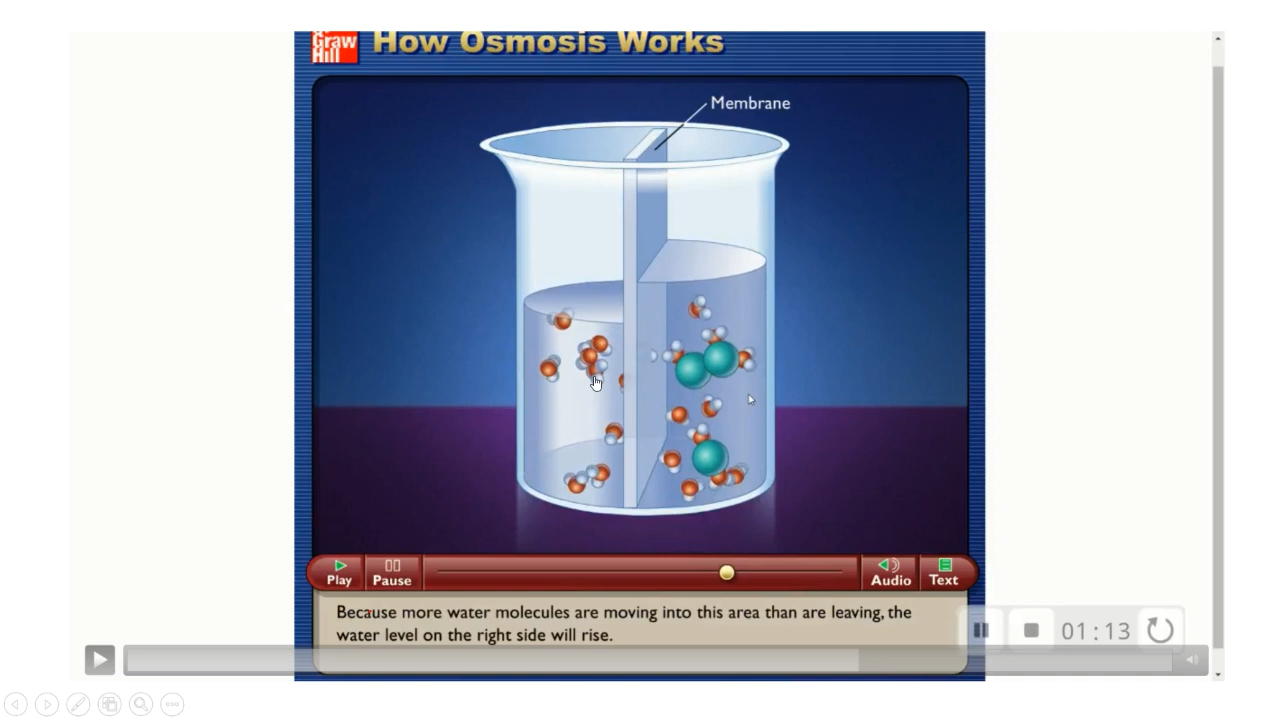 Graw
Hill
How Osmosis Works
Membrane
Play
Pause
Audio
Text
Because more water molecules are moving into this area than are leaving, the
water level on the right side will rise.
01:13